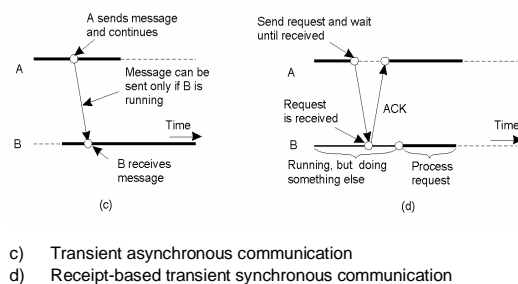 A sends message
and continues
A
Message can be
sent only if B is
running
Time
B
B receives
message
(c)
Send request and wait
until received
A
Request
is received
ACK
Time
B
Running, but doing
something else
Process
request
(d)
c) Transient asynchronous communication
d) Receipt-based transient synchronous communication